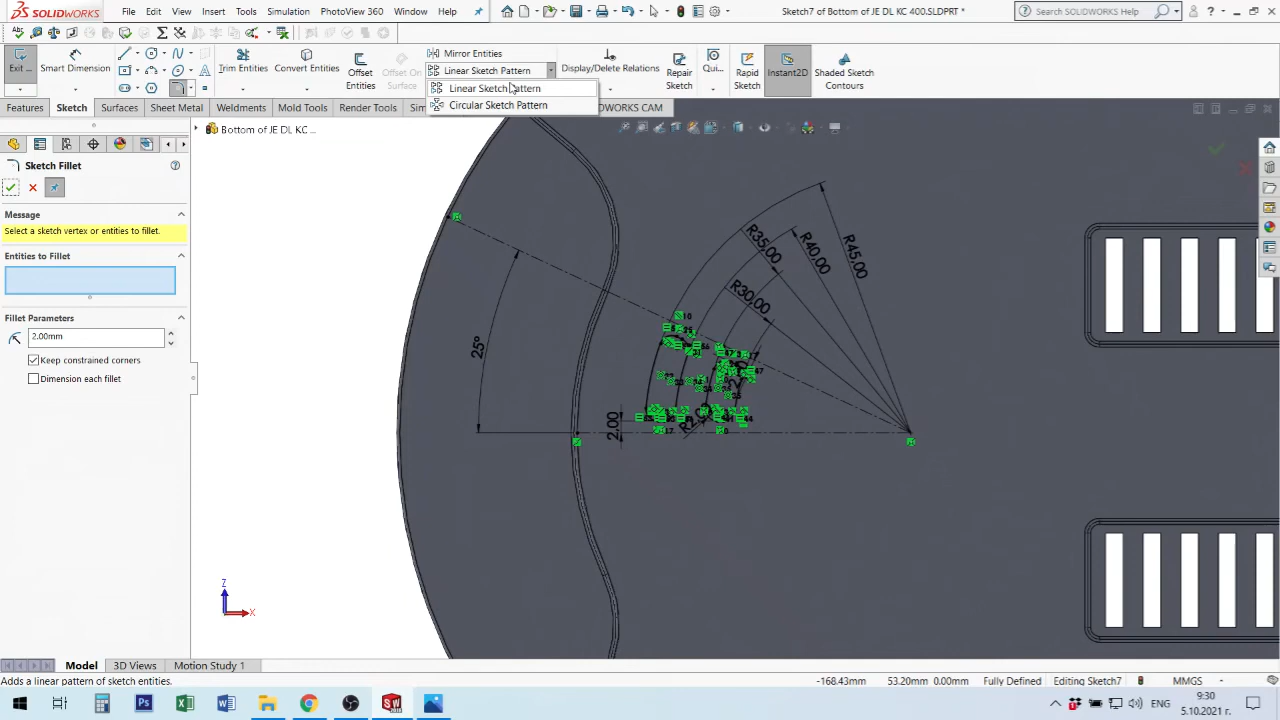 SOLIDWORKS File Edit View Insert Tools Simulation PhotoView 360 Window Help Sketch7 of Bottom of JE DL KC 400.SLDPRT * Search SOLIDWORKS Help
Exit ... Smart Dimension Trim Entities Convert Entities Offset Entities Offset On Surface Mirror Entities Display/Delete Relations Repair Sketch Qui... Rapid Sketch Instant2D Shaded Sketch Contours
Linear Sketch Pattern
Linear Sketch Pattern
Circular Sketch Pattern
Features Sketch Surfaces Sheet Metal Weldments Mold Tools Render Tools
Bottom of JE DL KC ...
Sketch Fillet
Message
Select a sketch vertex or entities to fillet.
Entities to Fillet
Fillet Parameters
2.00mm
Keep constrained corners
Dimension each fillet
R35,00
R40,00
R45,00
R30,00
25°
2.00
Z
X
Model 3D Views Motion Study 1
Adds a linear pattern of sketch entities. -168.43mm 53.20mm 0.00mm Fully Defined Editing Sketch7 MMGS
ENG 9:30
5.10.2021 г.